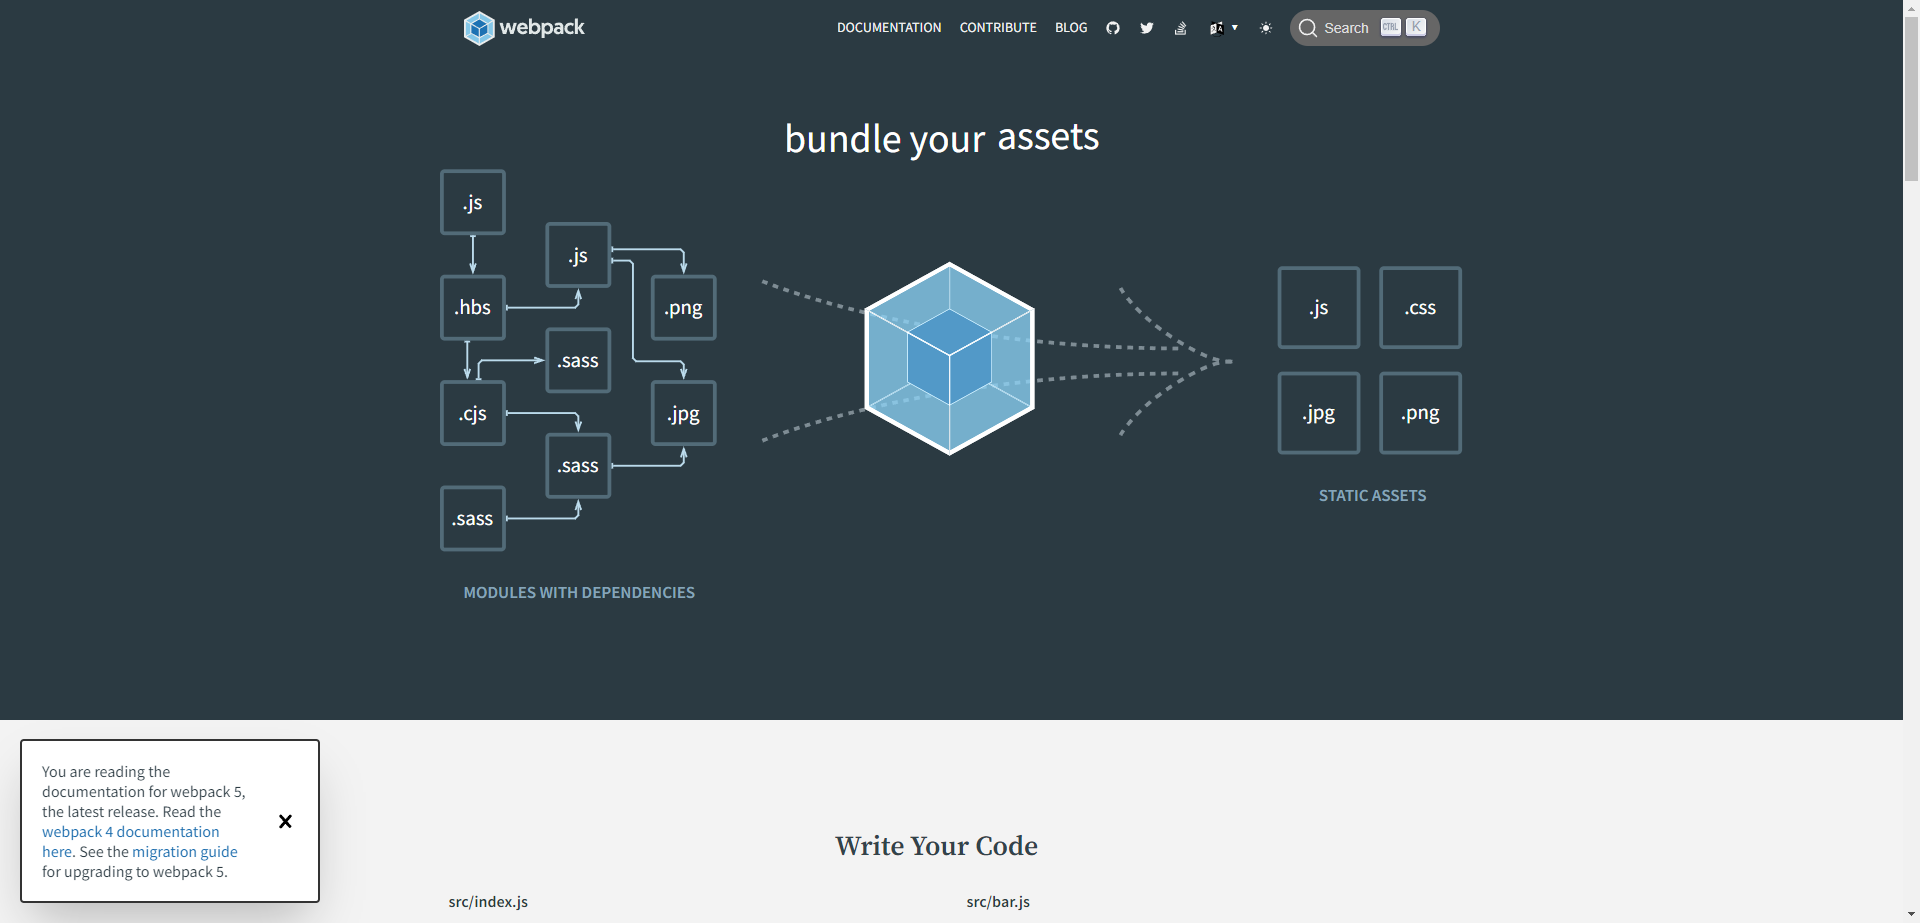 webpack
DOCUMENTATION CONTRIBUTE BLOG Search CTRL K
bundle your assets
.js
.js
.hbs
.png
.sass
.cjs
.jpg
.sass
.sass
MODULES WITH DEPENDENCIES
.js .css
.jpg .png
STATIC ASSETS
You are reading the
documentation for webpack 5,
the latest release. Read the
webpack 4 documentation
here. See the migration guide
for upgrading to webpack 5.
Write Your Code
src/index.js src/bar.js